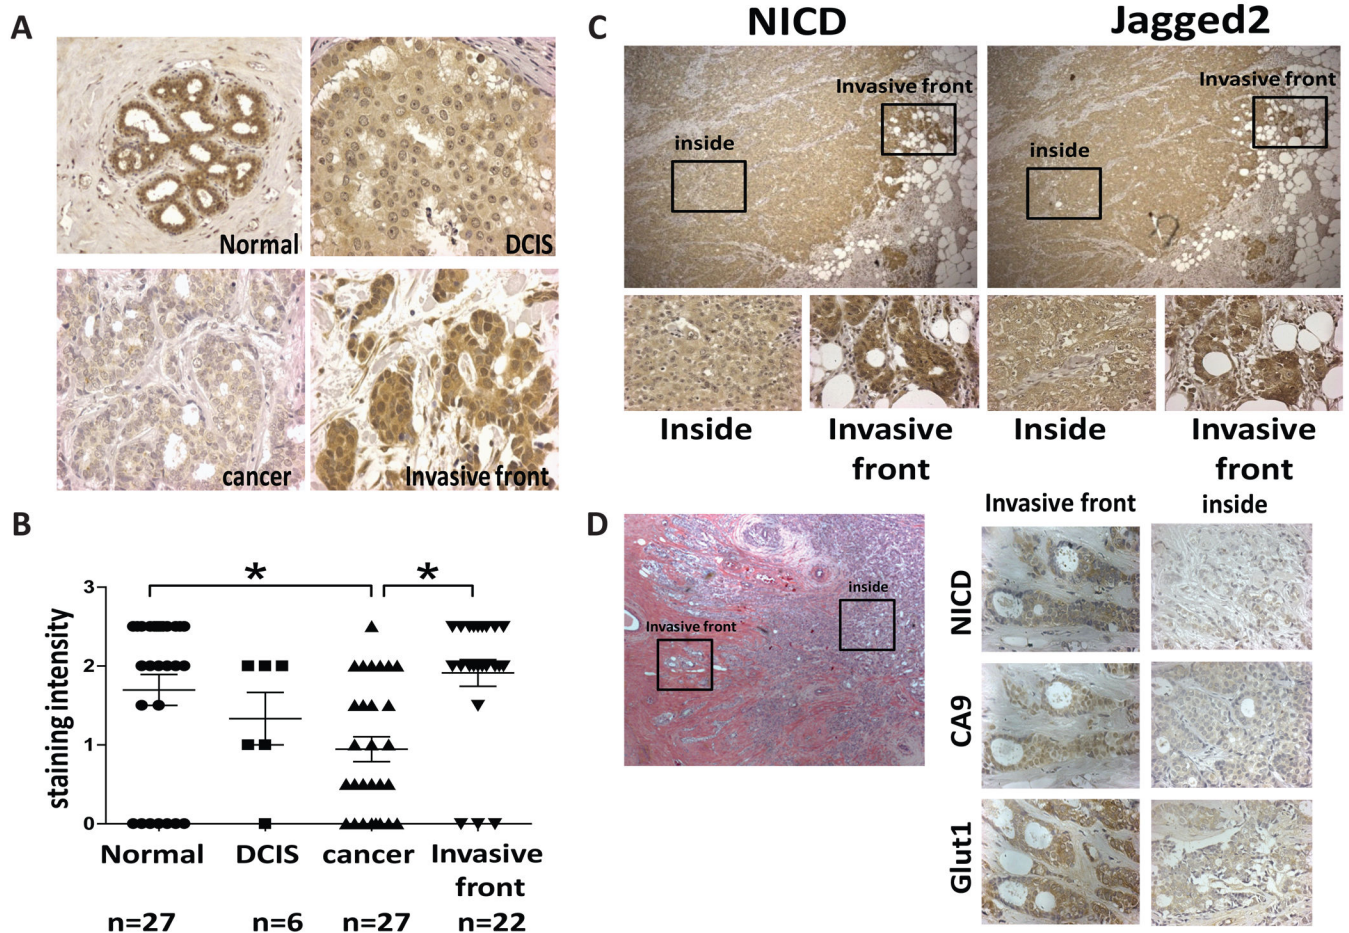 A
Normal
DCIS
cancer
Invasive front
B
*
*
3
2
1
0
staining intensity
Normal
DCIS
cancer
Invasive
front
n=27
n=6
n=27
n=22
C
NICD
Jagged2
Invasive front
inside
Invasive front
inside
Inside
Invasive
front
Inside
Invasive
front
D
inside
Invasive front
Invasive front
inside
NICD
CA9
Glut1